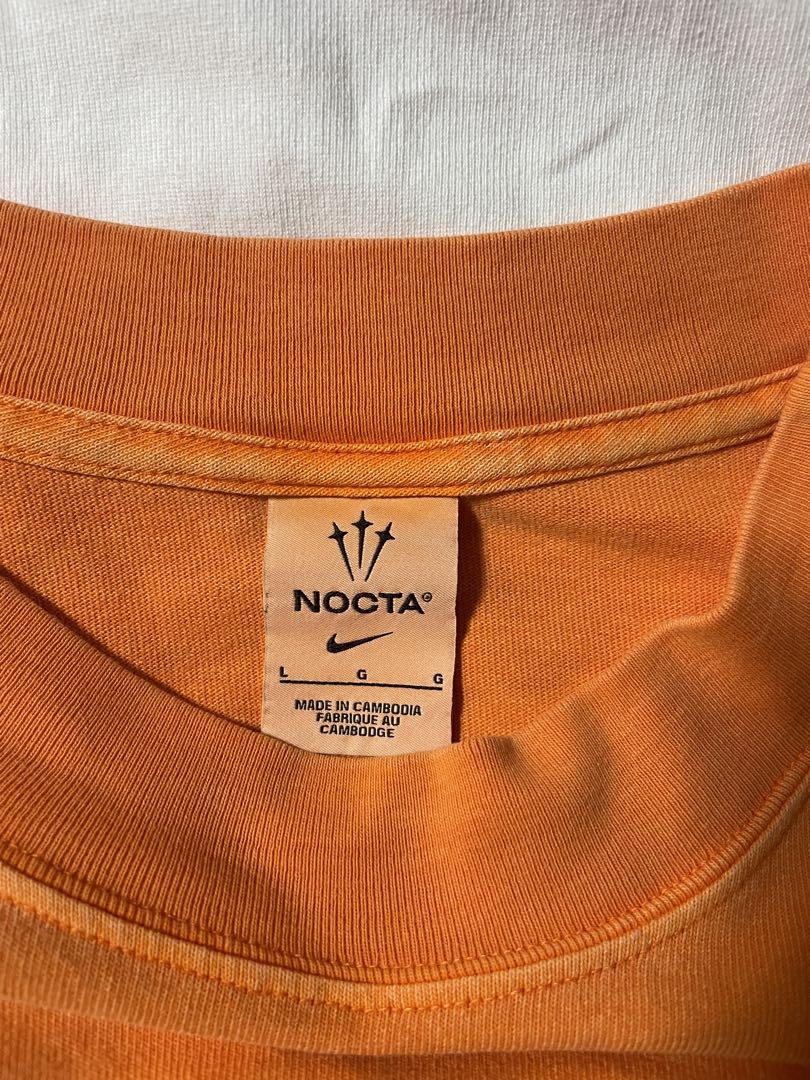 NOCTA®
L G G
MADE IN CAMBODIA
FABRIQUE AU
CAMBODGE